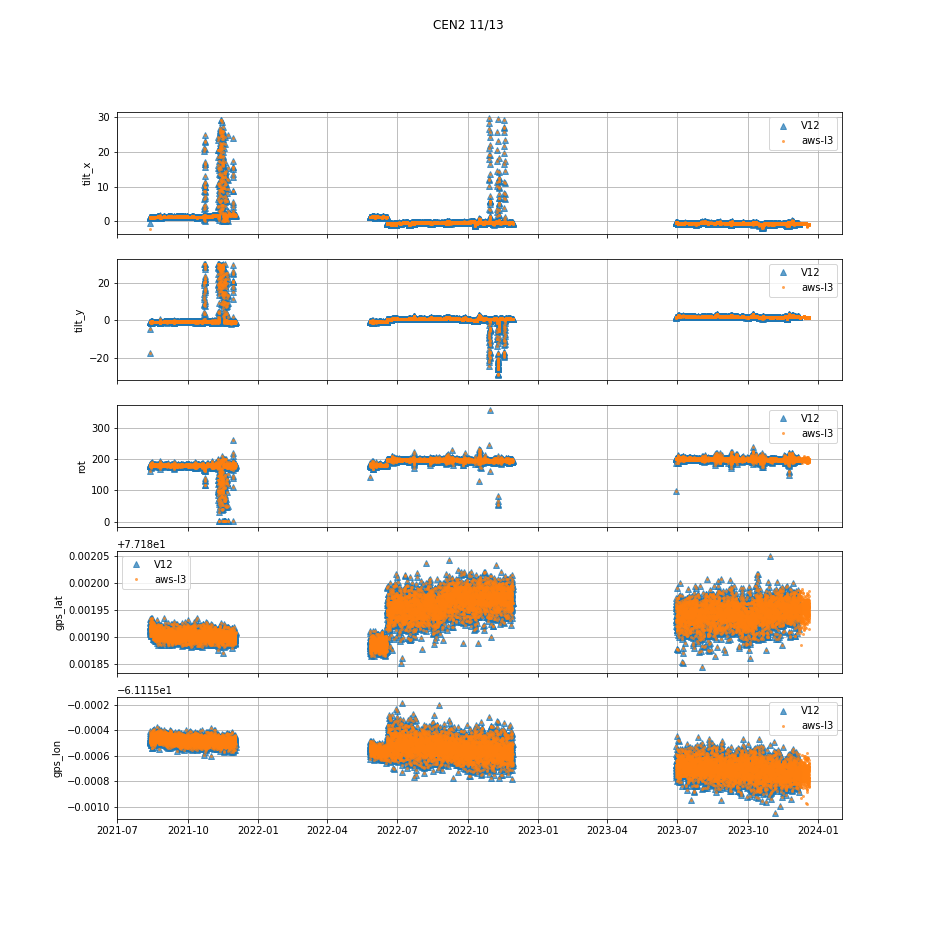 CEN2 11/13
30
20
10
0
tilt_x
V12
aws-l3
20
0
−20
tilt_y
V12
aws-l3
300
200
100
0
rot
V12
aws-l3
+7.718e1
0.00205
0.00200
0.00195
0.00190
0.00185
gps_lat
V12
aws-l3
−6.1115e1
−0.0002
−0.0004
−0.0006
−0.0008
−0.0010
gps_lon
V12
aws-l3
2021-07 2021-10 2022-01 2022-04 2022-07 2022-10 2023-01 2023-04 2023-07 2023-10 2024-01